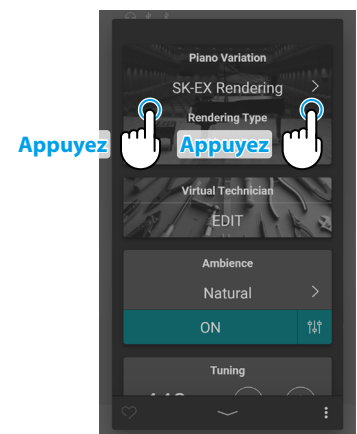 Piano Variation
SK-EX Rendering
Rendering Type
Appuyez Appuyez
Virtual Technician
EDIT
Ambience
Natural
ON
Tuning